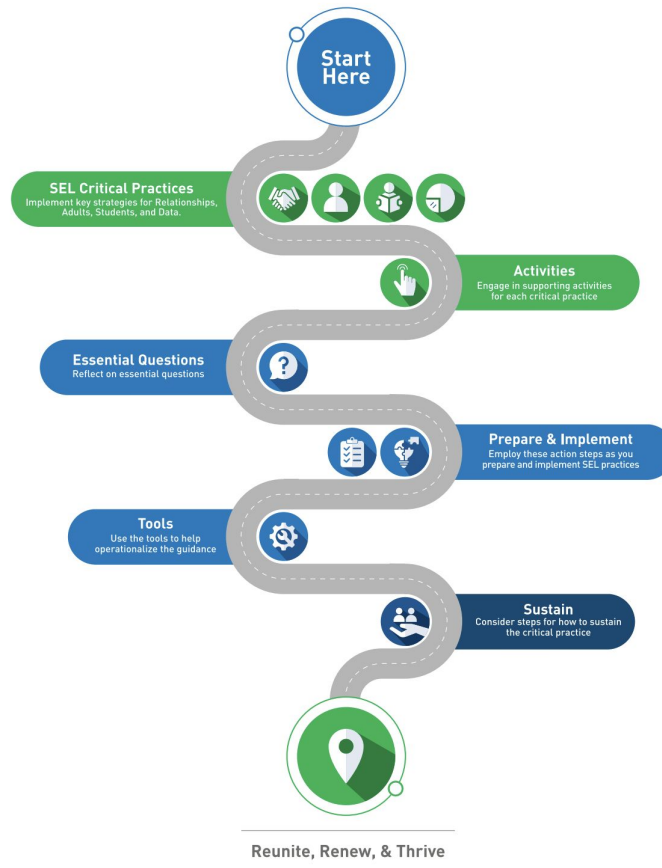 Start
Here
SEL Critical Practices
Implement key strategies for Relationships,
Adults, Students, and Data.
Activities
Engage in supporting activities
for each critical practice
Essential Questions
Reflect on essential questions
?
Prepare & Implement
Employ these action steps as you
prepare and implement SEL practices
Tools
Use the tools to help
operationalize the guidance
Sustain
Consider steps for how to sustain
the critical practice
Reunite, Renew, & Thrive